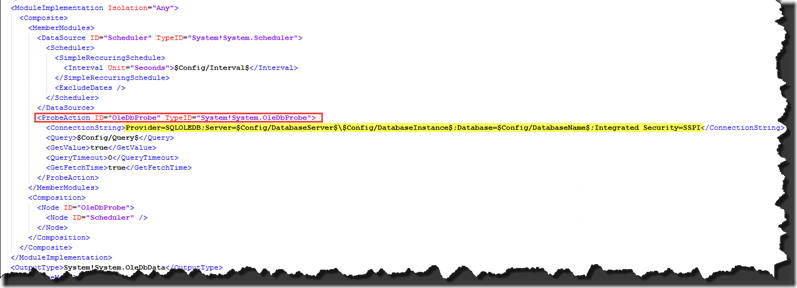 <ModuleImplementation Isolation="Any">
<Composite>
<MemberModules>
<DataSource ID="Scheduler" TypeID="System!System.Scheduler">
<Scheduler>
<SimpleReccuringSchedule>
<Interval Unit="Seconds">$Config/Interval$</Interval>
</SimpleReccuringSchedule>
<ExcludeDates />
</Scheduler>
</DataSource>
<ProbeAction ID="OleDbProbe" TypeID="System!System.OleDbProbe">
<ConnectionString>Provider=SQLOLEDB;Server=$Config/DatabaseServer$\$Config/DatabaseInstance$;Database=$Config/DatabaseName$;Integrated Security=SSPI</ConnectionString>
<Query>$Config/Query$</Query>
<GetValue>true</GetValue>
<QueryTimeout>0</QueryTimeout>
<GetFetchTime>true</GetFetchTime>
</ProbeAction>
</MemberModules>
<Composition>
<Node ID="OleDbProbe">
<Node ID="Scheduler" />
</Node>
</Composition>
</Composite>
</ModuleImplementation>
<OutputType>System!System.OleDbData</OutputType>